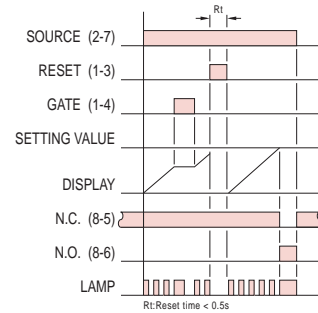 Rt
SOURCE (2-7)
RESET (1-3)
GATE (1-4)
SETTING VALUE
DISPLAY
N.C. (8-5)
N.O. (8-6)
LAMP
Rt:Reset time < 0.5s